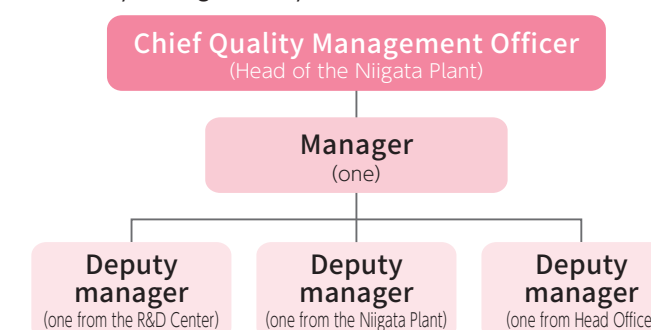 Chief Quality Management Officer
(Head of the Niigata Plant)
Manager
(one)
Deputy
manager
(one from the R&D Center)
Deputy
manager
(one from the Niigata Plant)
Deputy
manager
(one from Head Office